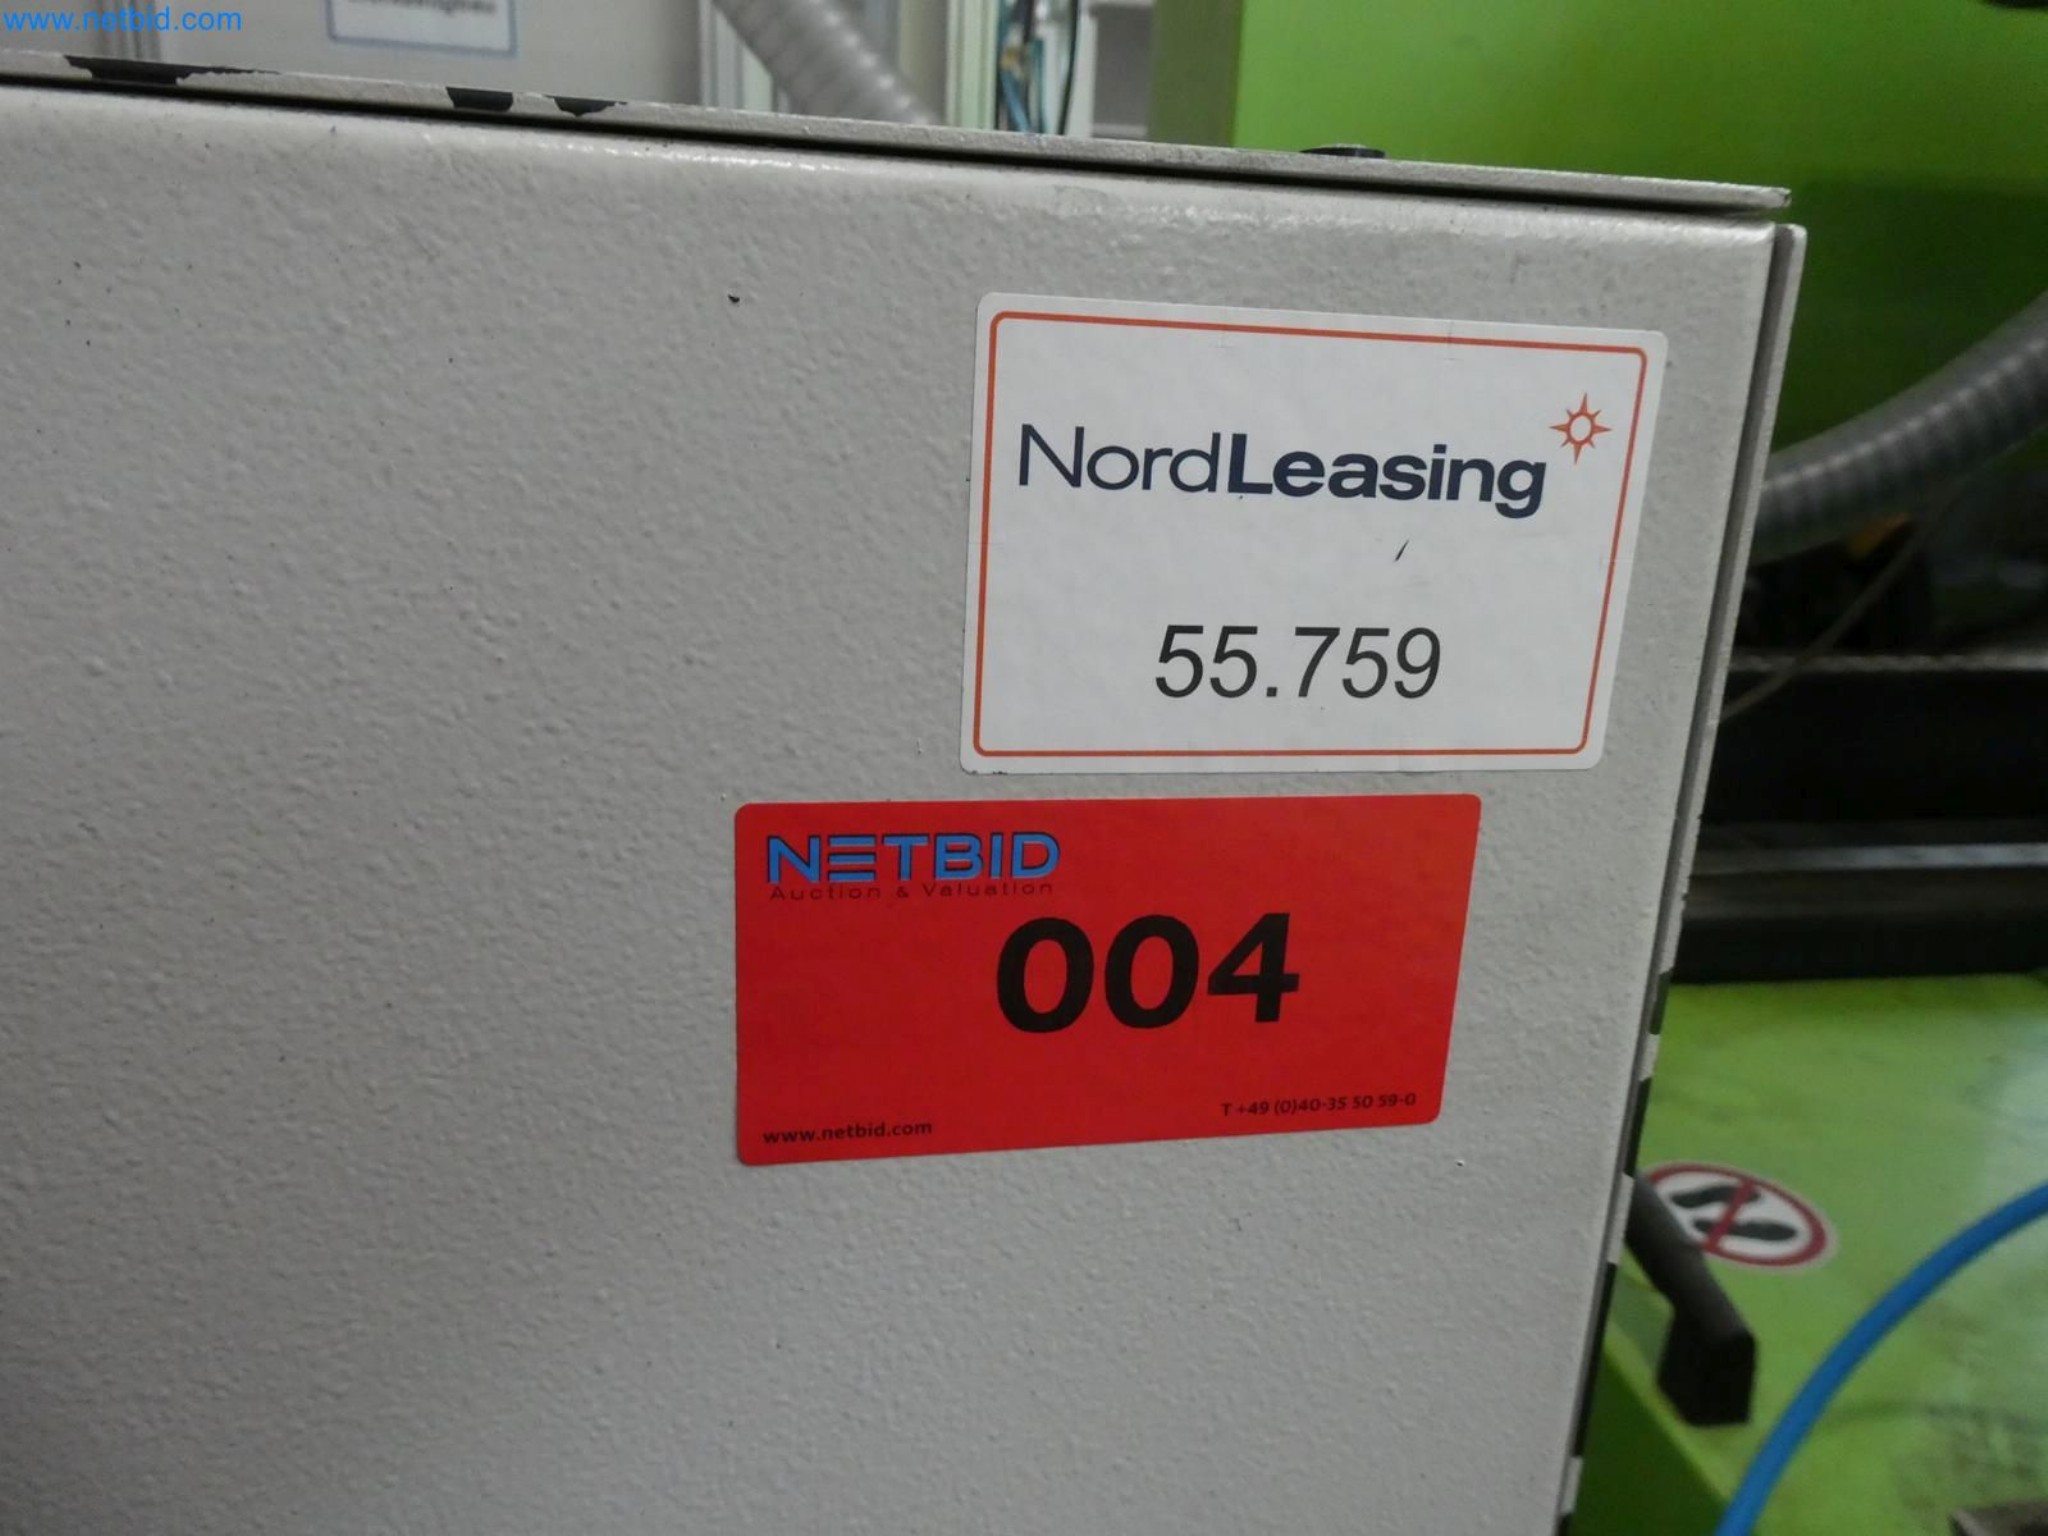 www.netbid.com
NordLeasing
55.759
NETBID
Auction & Valuation
004
www.netbid.com
T +49 (0)40-35 50 59-0